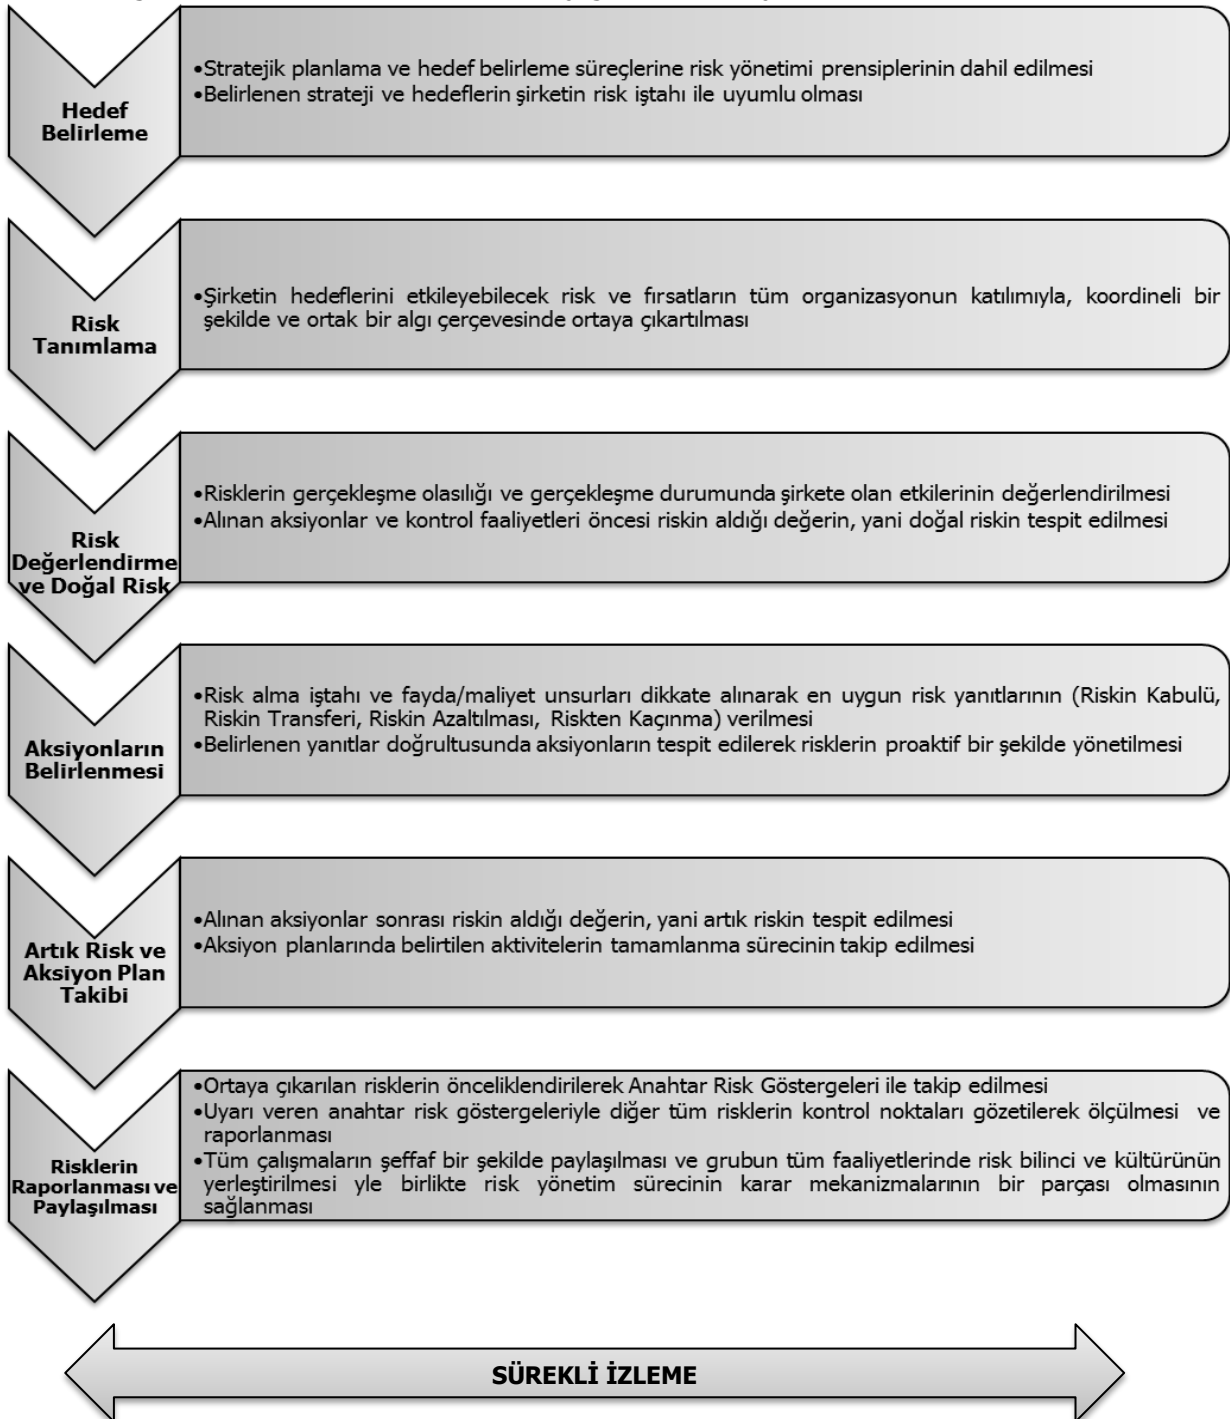 Hedef
Belirleme
•Stratejik planlama ve hedef belirleme süreçlerine risk yönetimi prensiplerinin dahil edilmesi
•Belirlenen strateji ve hedeflerin şirketin risk iştahı ile uyumlu olması
Risk
Tanımlama
•Şirketin hedeflerini etkileyebilecek risk ve fırsatların tüm organizasyonun katılımıyla, koordineli bir
şekilde ve ortak bir algı çerçevesinde ortaya çıkartılması
Risk
Değerlendirme
ve Doğal Risk
•Risklerin gerçekleşme olasılığı ve gerçekleşme durumunda şirkete olan etkilerinin değerlendirilmesi
•Alınan aksiyonlar ve kontrol faaliyetleri öncesi riskin aldığı değerin, yani doğal riskin tespit edilmesi
Aksiyonların
Belirlenmesi
•Risk alma iştahı ve fayda/maliyet unsurları dikkate alınarak en uygun risk yanıtlarının (Riskin Kabulü,
Riskin Transferi, Riskin Azaltılması, Riskten Kaçınma) verilmesi
•Belirlenen yanıtlar doğrultusunda aksiyonların tespit edilerek risklerin proaktif bir şekilde yönetilmesi
Artık Risk ve
Aksiyon Plan
Takibi
•Alınan aksiyonlar sonrası riskin aldığı değerin, yani artık riskin tespit edilmesi
•Aksiyon planlarında belirtilen aktivitelerin tamamlanma sürecinin takip edilmesi
Risklerin
Raporlanması ve
Paylaşılması
•Ortaya çıkarılan risklerin önceliklendirilerek Anahtar Risk Göstergeleri ile takip edilmesi
•Uyarı veren anahtar risk göstergeleriyle diğer tüm risklerin kontrol noktaları gözetilerek ölçülmesi ve
raporlanması
•Tüm çalışmaların şeffaf bir şekilde paylaşılması ve grubun tüm faaliyetlerinde risk bilinci ve kültürünün
yerleştirilmesi yle birlikte risk yönetim sürecinin karar mekanizmalarının bir parçası olmasının
sağlanması
SÜREKLİ İZLEME